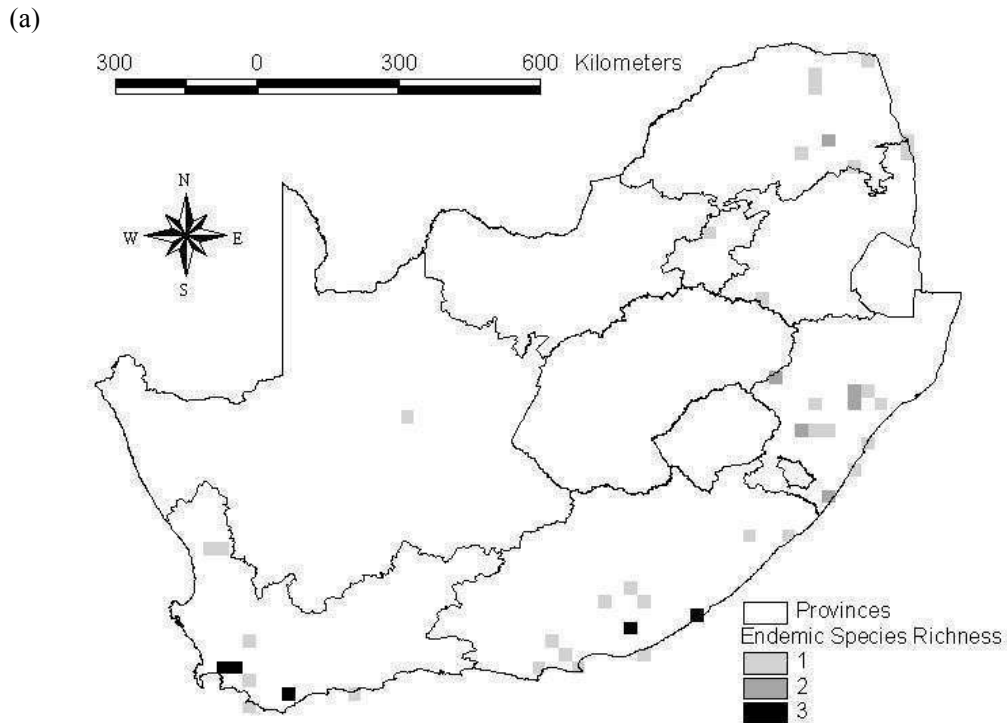 (a)
300 0 300 600 Kilometers
N
W E
S
Provinces
Endemic Species Richness
1
2
3